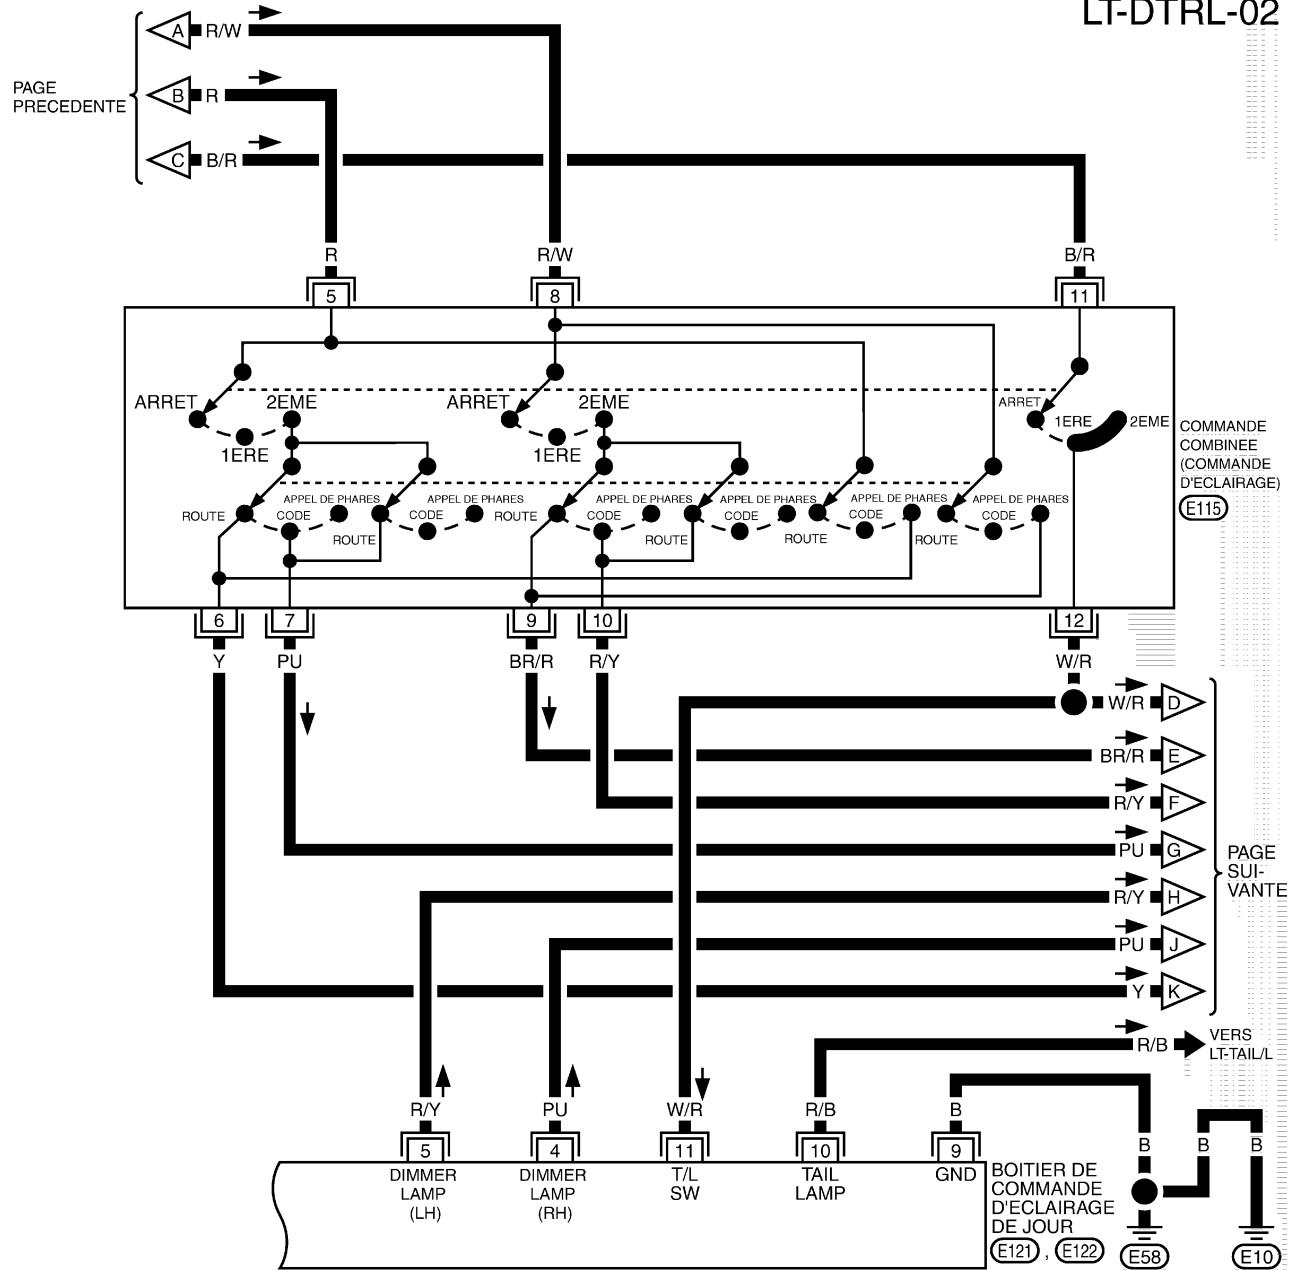 LT-DTRL-02
A R/W
PAGE
PRECEDENTE
B R
C B/R
R
R/W
B/R
5
8
11
ARRET
2EME
1ERE
ARRET
2EME
1ERE
ARRET
1ERE
2EME
COMMANDE
COMBINEE
(COMMANDE
D'ECLAIRAGE)
E115
APPEL DE PHARES
APPEL DE PHARES
APPEL DE PHARES
APPEL DE PHARES
APPEL DE PHARES
APPEL DE PHARES
ROUTE
CODE
CODE
ROUTE
CODE
CODE
CODE
CODE
ROUTE
ROUTE
ROUTE
ROUTE
6
7
9
10
12
Y
PU
BR/R
R/Y
W/R
W/R D
BR/R E
R/Y F
PU G
R/Y H
PU J
Y K
PAGE
SUI-
VANTE
R/B
VERS
LT-TAIL/L
R/Y
PU
W/R
R/B
B
B
B
B
5
4
11
10
9
DIMMER
LAMP
(LH)
DIMMER
LAMP
(RH)
T/L
SW
TAIL
LAMP
GND
BOITIER DE
COMMANDE
D'ECLAIRAGE
DE JOUR
E121 , E122
E58
E10